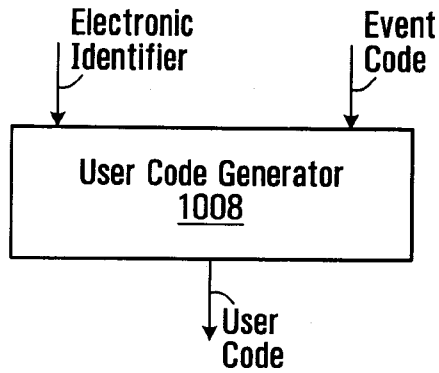 Electronic
Identifier
Event
Code
User Code Generator
1008
User
Code